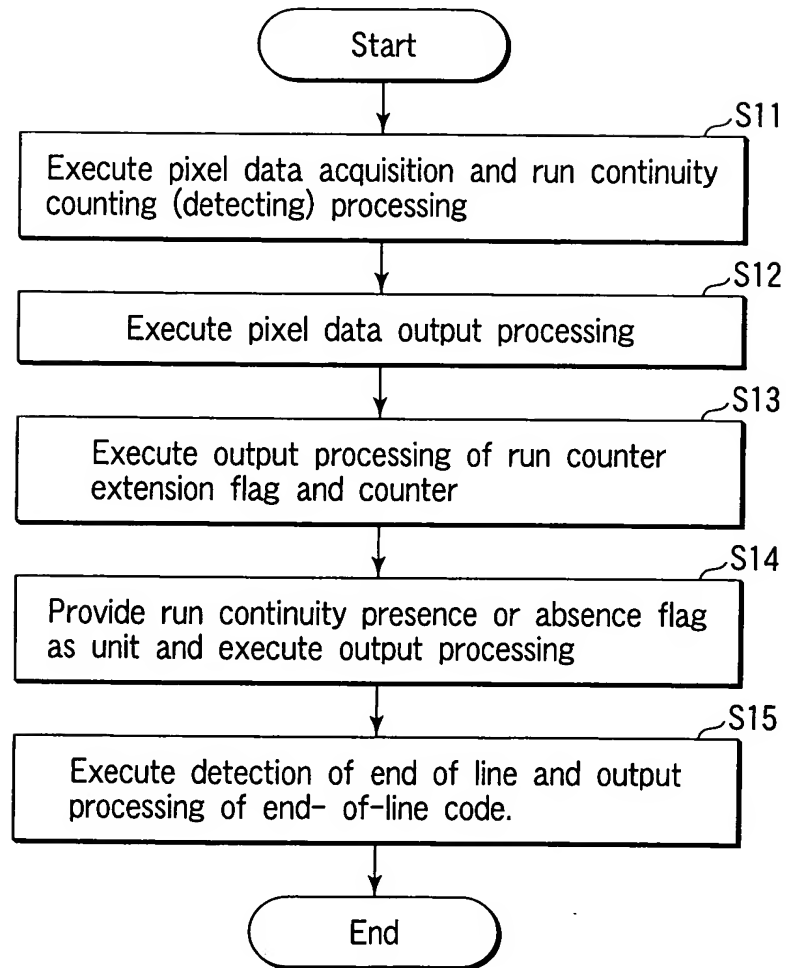 Start
S11
Execute pixel data acquisition and run continuity
counting (detecting) processing
S12
Execute pixel data output processing
S13
Execute output processing of run counter
extension flag and counter
S14
Provide run continuity presence or absence flag
as unit and execute output processing
S15
Execute detection of end of line and output
processing of end- of-line code.
End